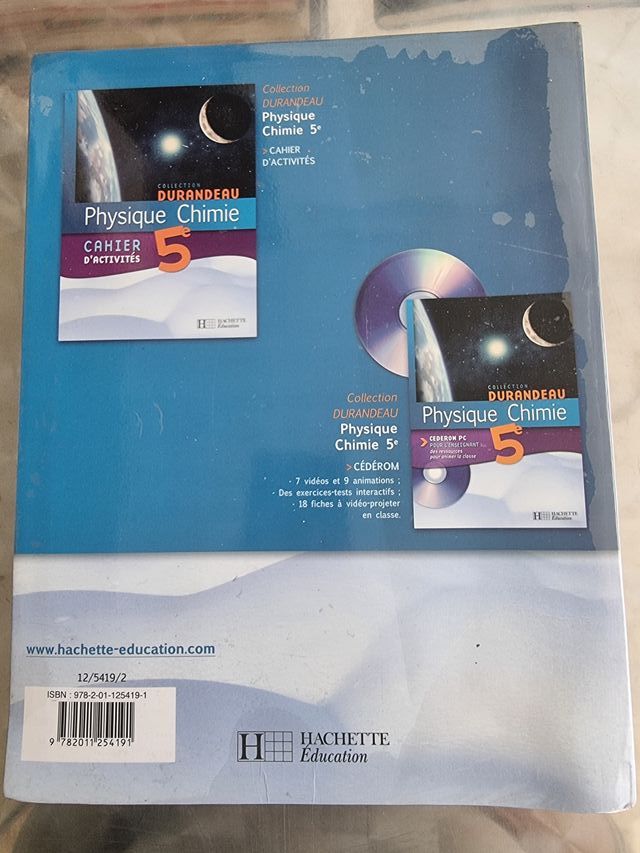 Collection
DURANDEAU
Physique
Chimie 5e
> CAHIER
D'ACTIVITÉS
COLLECTION
DURANDEAU
Physique Chimie
CAHIER
D'ACTIVITÉS
5e
HACHETTE
Éducation
Collection
DURANDEAU
Physique
Chimie 5e
> CÉDÉROM
· 7 vidéos et 9 animations ;
· Des exercices-tests interactifs ;
· 18 fiches à vidéo-projeter
en classe.
COLLECTION
DURANDEAU
Physique Chimie
5e
CEDEROM PC
POUR L'ENSEIGNANT :
des ressources
pour animer la classe
HACHETTE
Éducation
www.hachette-education.com
12/5419/2
ISBN : 978-2-01-125419-1
9 782011 254191
HACHETTE
Éducation